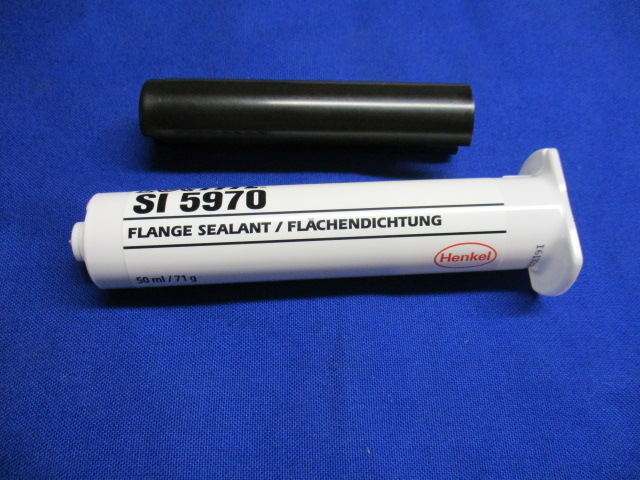 SI 5970
FLANGE SEALANT / FLÄCHENDICHTUNG
Henkel
50 ml / 71 g